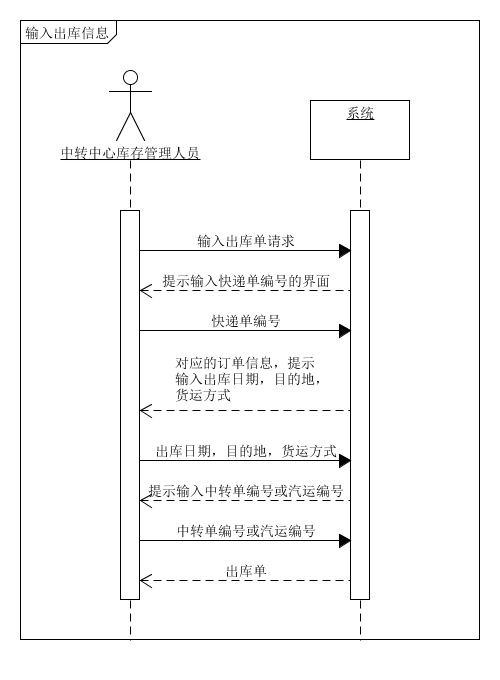 输入出库信息
系统
中转中心库存管理人员
输入出库单请求
提示输入快递单编号的界面
快递单编号
对应的订单信息，提示
输入出库日期，目的地，
货运方式
出库日期，目的地，货运方式
提示输入中转单编号或汽运编号
中转单编号或汽运编号
出库单